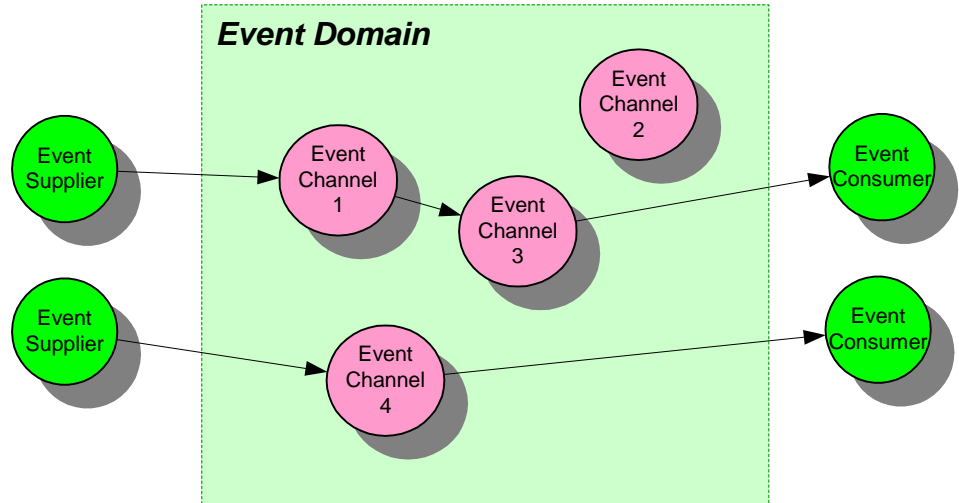 Event Domain
Event
Channel
2
Event
Supplier
Event
Channel
1
Event
Consumer
Event
Channel
3
Event
Supplier
Event
Channel
4
Event
Consumer